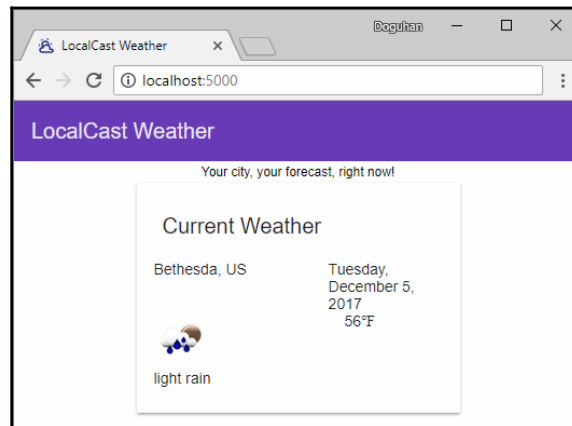 Doguhan
LocalCast Weather
localhost:5000
LocalCast Weather
Your city, your forecast, right now!
Current Weather
Bethesda, US
Tuesday,
December 5,
2017
56°F
light rain